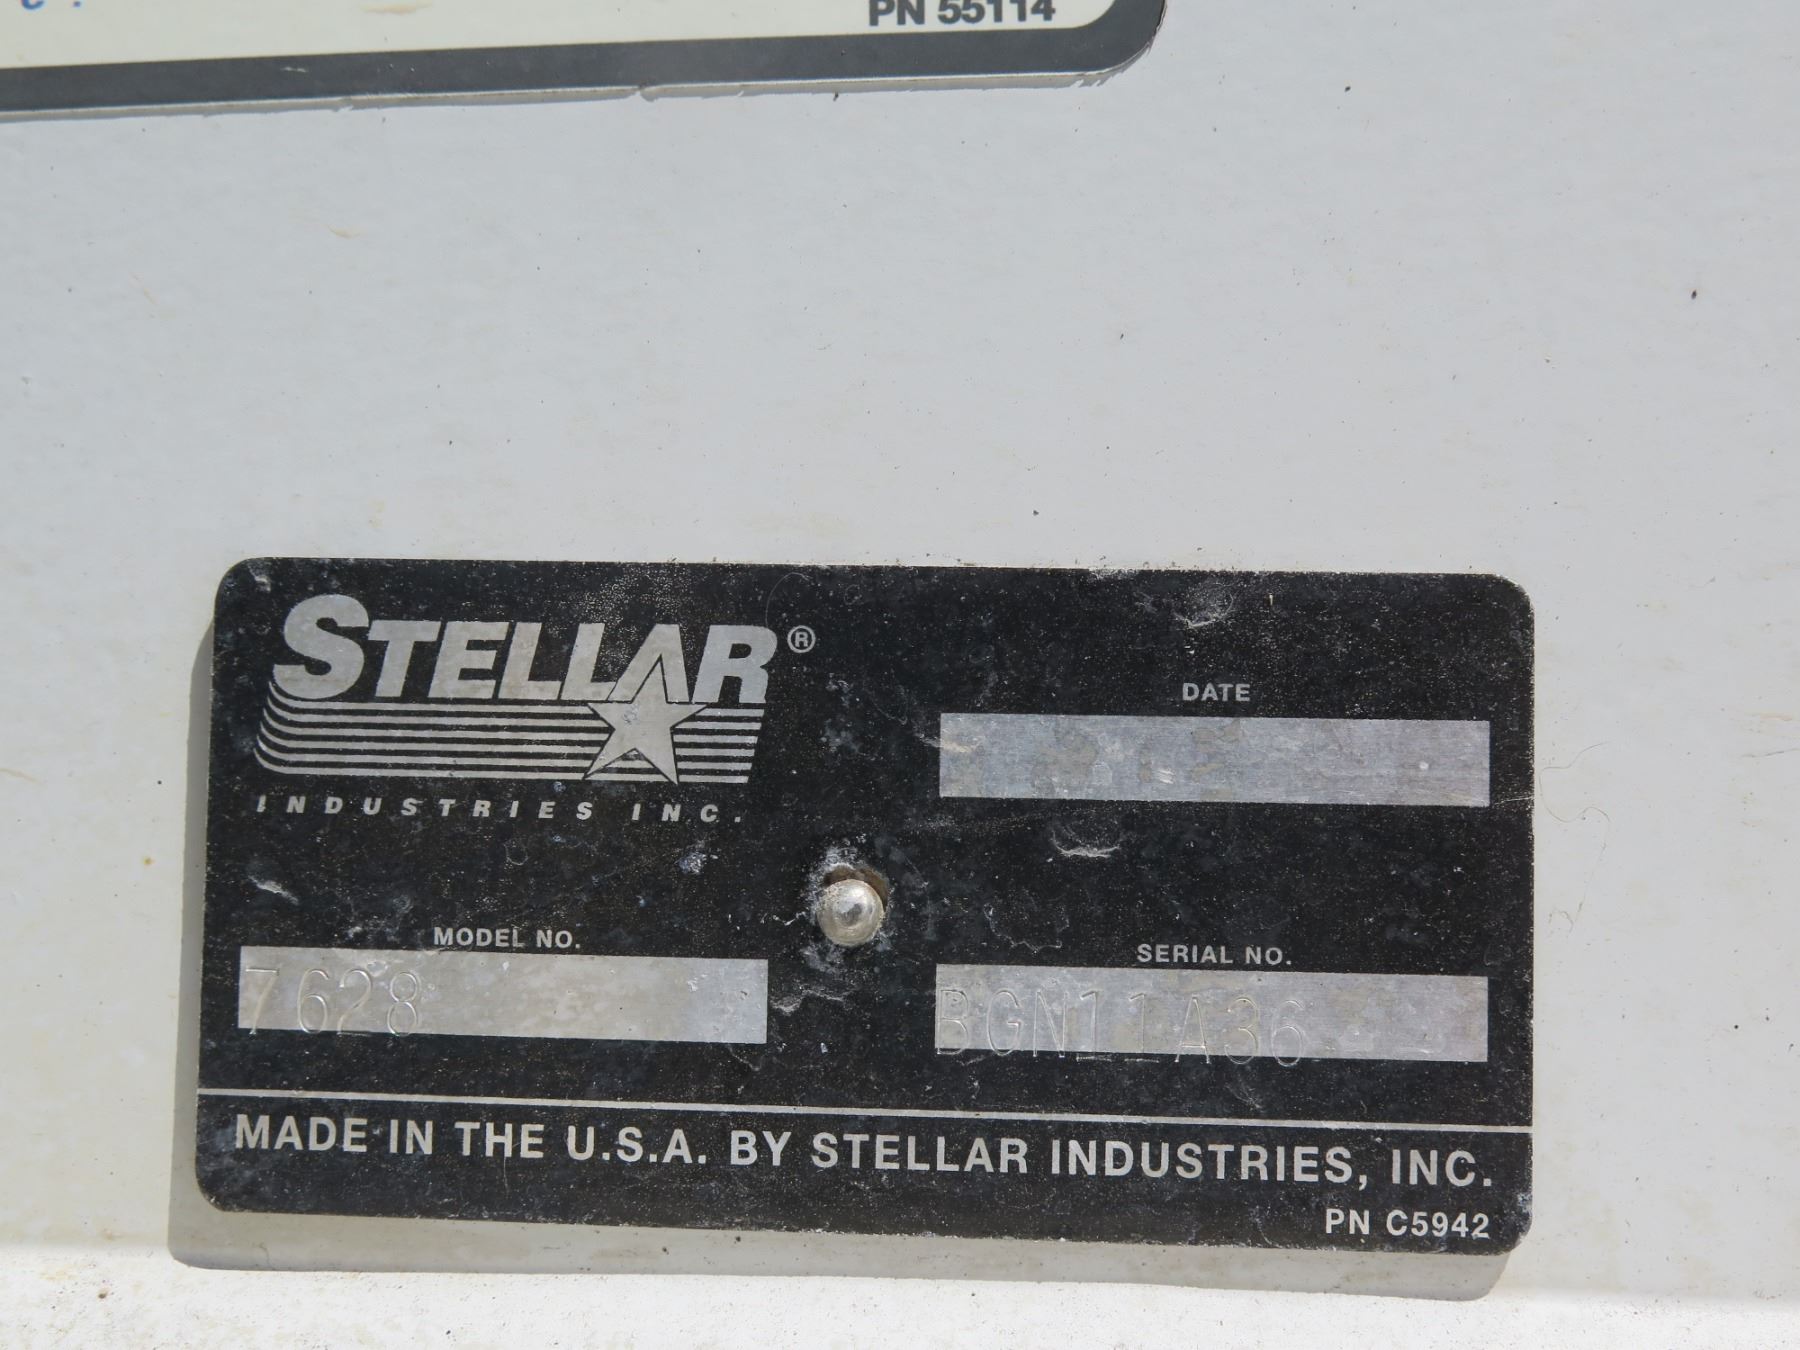 PN 55114
STELLAR®
INDUSTRIES INC.
DATE
MODEL NO.
7628
SERIAL NO.
BGN11A36
MADE IN THE U.S.A. BY STELLAR INDUSTRIES, INC.
PN C5942